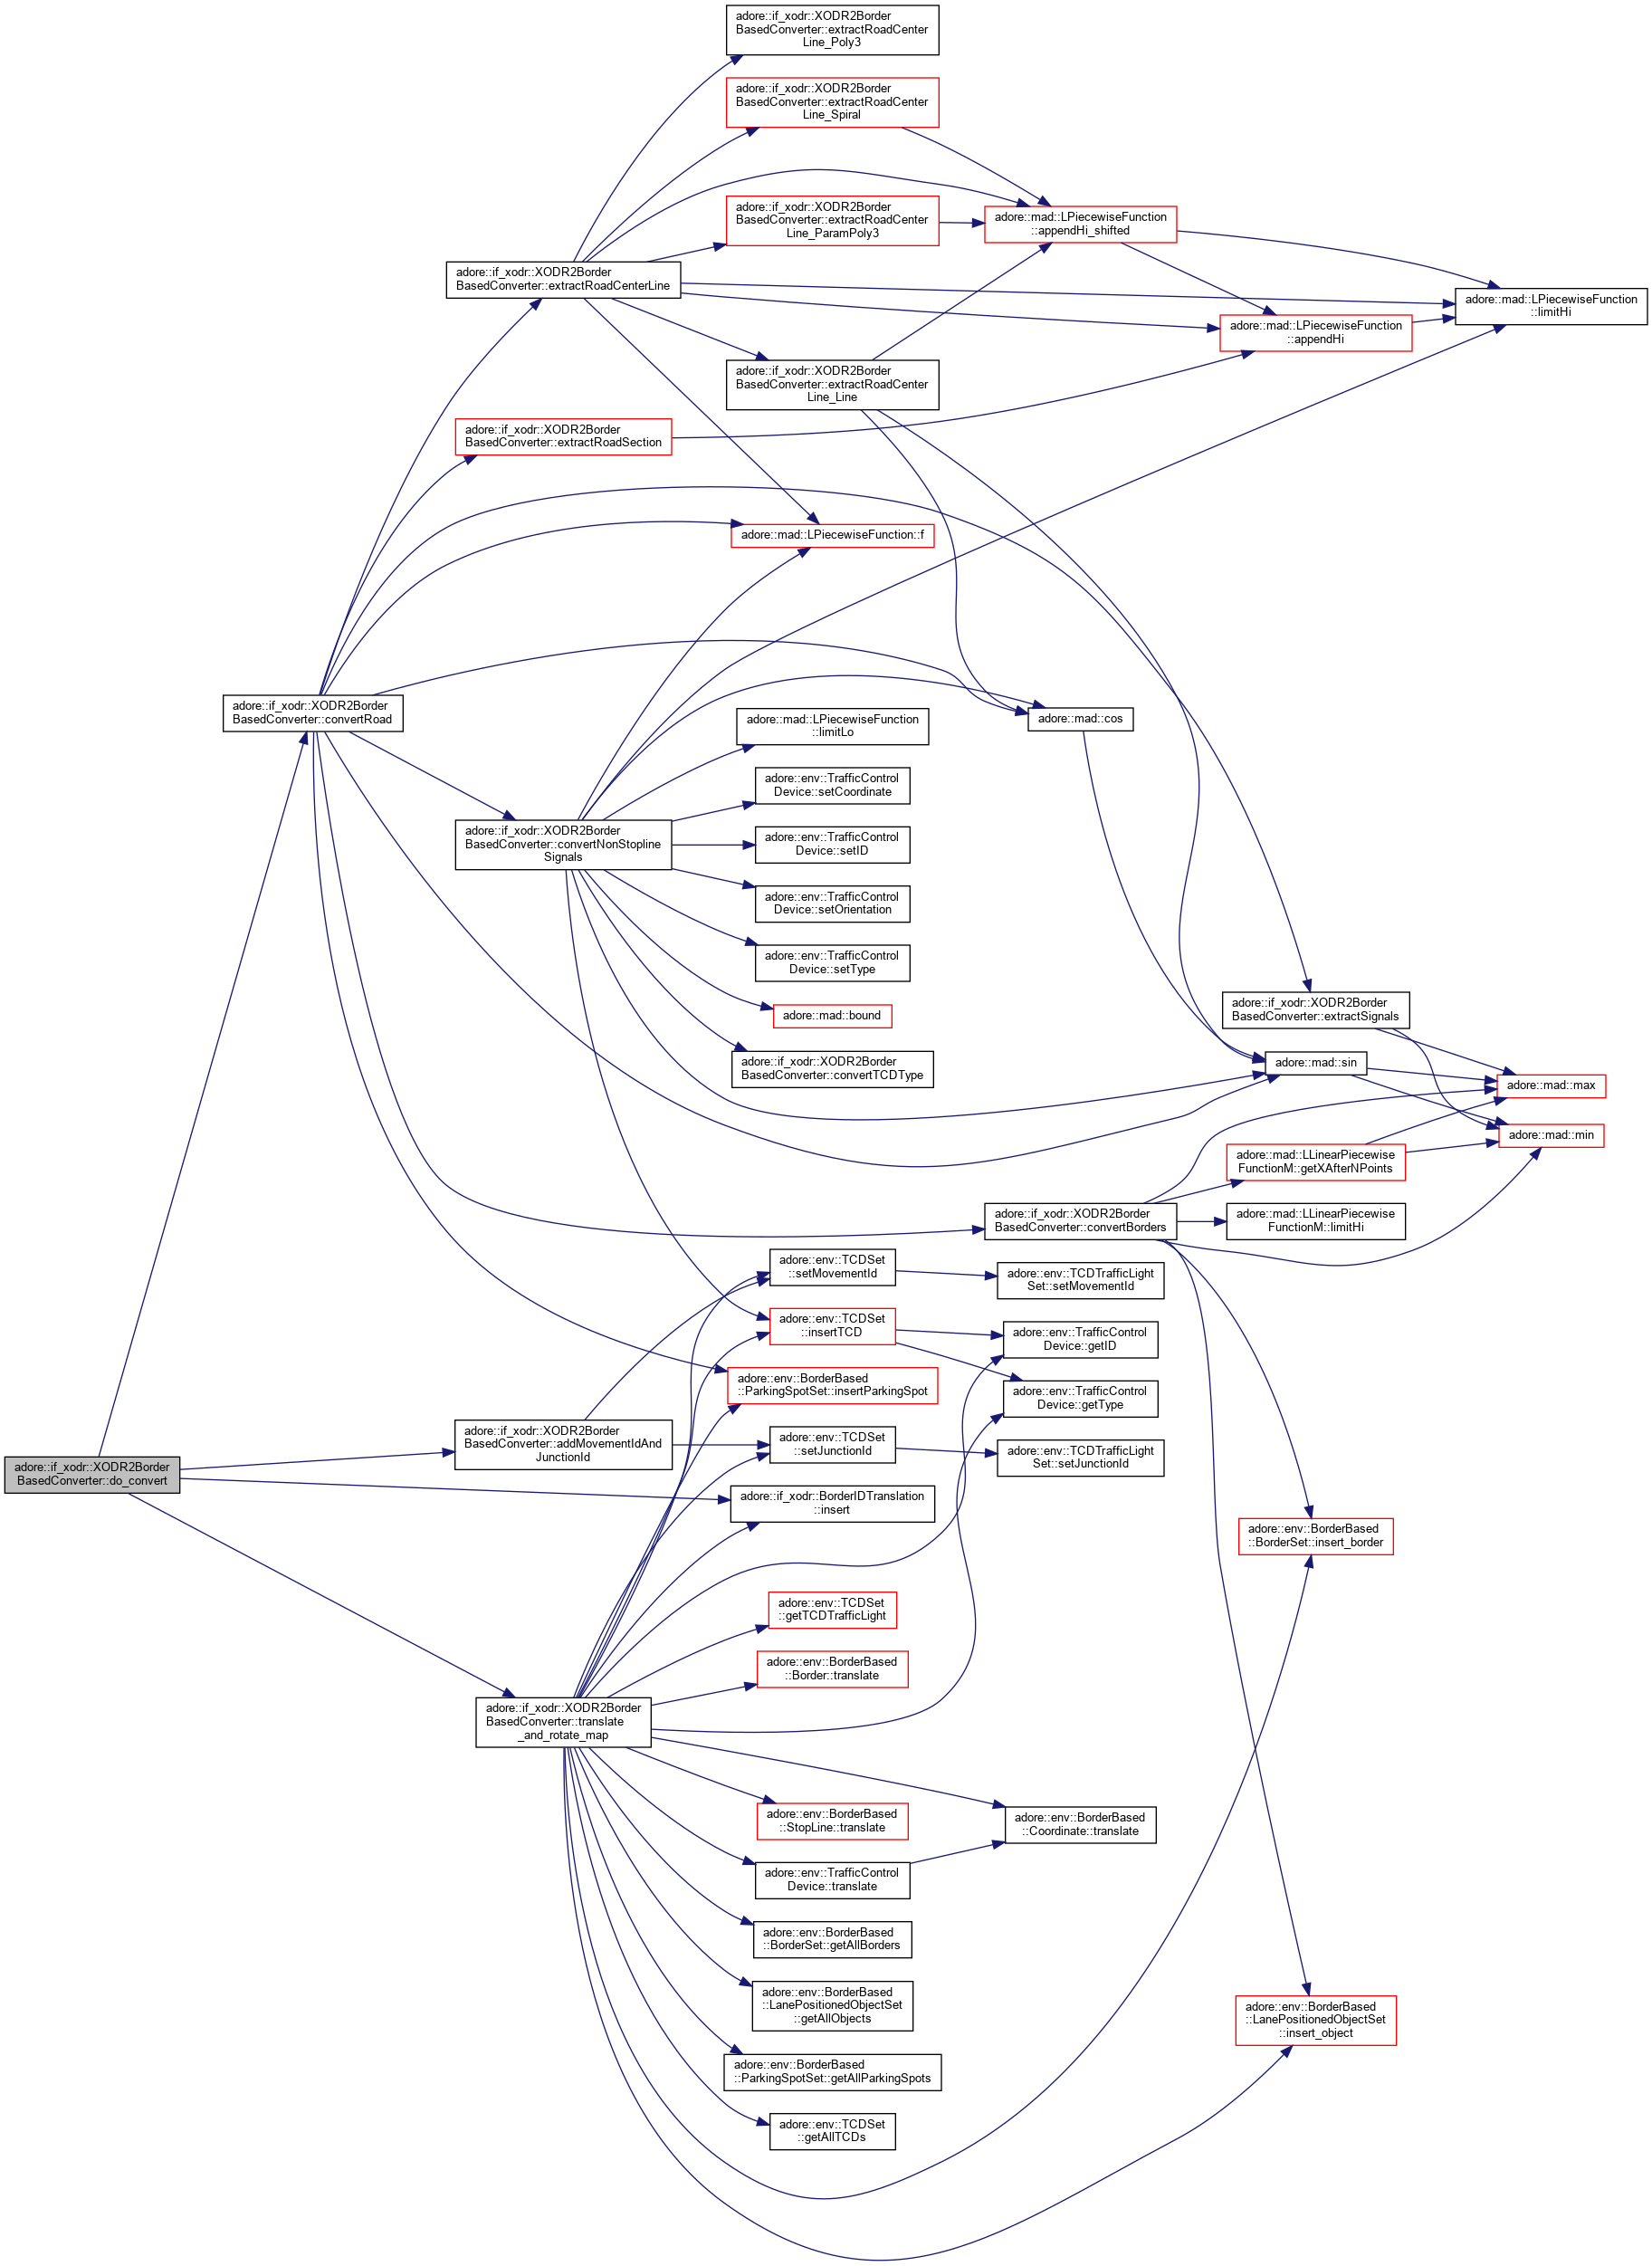 adore::if_xodr::XODR2Border
BasedConverter::extractRoadCenter
Line_Poly3
adore::if_xodr::XODR2Border
BasedConverter::extractRoadCenter
Line_Spiral
adore::if_xodr::XODR2Border
BasedConverter::extractRoadCenter
Line_ParamPoly3
adore::mad::LPiecewiseFunction
::appendHi_shifted
adore::if_xodr::XODR2Border
BasedConverter::extractRoadCenterLine
adore::mad::LPiecewiseFunction
::limitHi
adore::mad::LPiecewiseFunction
::appendHi
adore::if_xodr::XODR2Border
BasedConverter::extractRoadCenter
Line_Line
adore::if_xodr::XODR2Border
BasedConverter::extractRoadSection
adore::mad::LPiecewiseFunction::f
adore::if_xodr::XODR2Border
BasedConverter::convertRoad
adore::mad::cos
adore::mad::LPiecewiseFunction
::limitLo
adore::env::TrafficControl
Device::setCoordinate
adore::if_xodr::XODR2Border
BasedConverter::convertNonStopline
Signals
adore::env::TrafficControl
Device::setID
adore::env::TrafficControl
Device::setOrientation
adore::env::TrafficControl
Device::setType
adore::mad::bound
adore::if_xodr::XODR2Border
BasedConverter::extractSignals
adore::if_xodr::XODR2Border
BasedConverter::convertTCDType
adore::mad::sin
adore::mad::max
adore::mad::min
adore::mad::LLinearPiecewise
FunctionM::getXAfterNPoints
adore::if_xodr::XODR2Border
BasedConverter::convertBorders
adore::mad::LLinearPiecewise
FunctionM::limitHi
adore::env::TCDSet
::setMovementId
adore::env::TCDTrafficLight
Set::setMovementId
adore::env::TCDSet
::insertTCD
adore::env::TrafficControl
Device::getID
adore::env::BorderBased
::ParkingSpotSet::insertParkingSpot
adore::env::TrafficControl
Device::getType
adore::if_xodr::XODR2Border
BasedConverter::addMovementIdAnd
JunctionId
adore::env::TCDSet
::setJunctionId
adore::env::TCDTrafficLight
Set::setJunctionId
adore::if_xodr::XODR2Border
BasedConverter::do_convert
adore::if_xodr::BorderIDTranslation
::insert
adore::env::BorderBased
::BorderSet::insert_border
adore::env::TCDSet
::getTCDTrafficLight
adore::env::BorderBased
::Border::translate
adore::if_xodr::XODR2Border
BasedConverter::translate
_and_rotate_map
adore::env::BorderBased
::StopLine::translate
adore::env::BorderBased
::Coordinate::translate
adore::env::TrafficControl
Device::translate
adore::env::BorderBased
::BorderSet::getAllBorders
adore::env::BorderBased
::LanePositionedObjectSet
::getAllObjects
adore::env::BorderBased
::LanePositionedObjectSet
::insert_object
adore::env::BorderBased
::ParkingSpotSet::getAllParkingSpots
adore::env::TCDSet
::getAllTCDs